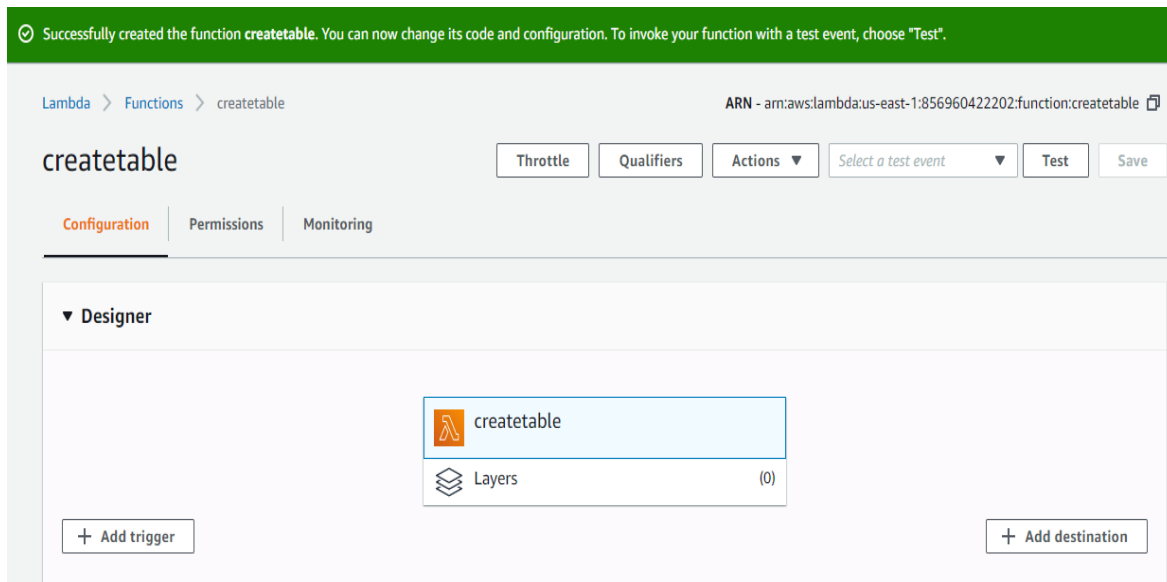 Successfully created the function createtable. You can now change its code and configuration. To invoke your function with a test event, choose "Test".
Lambda > Functions > createtable
ARN - arn:aws:lambda:us-east-1:856960422202:function:createtable
createtable
Throttle Qualifiers Actions ▼ Select a test event ▼ Test Save
Configuration Permissions Monitoring
▼ Designer
createtable
Layers (0)
+ Add trigger + Add destination